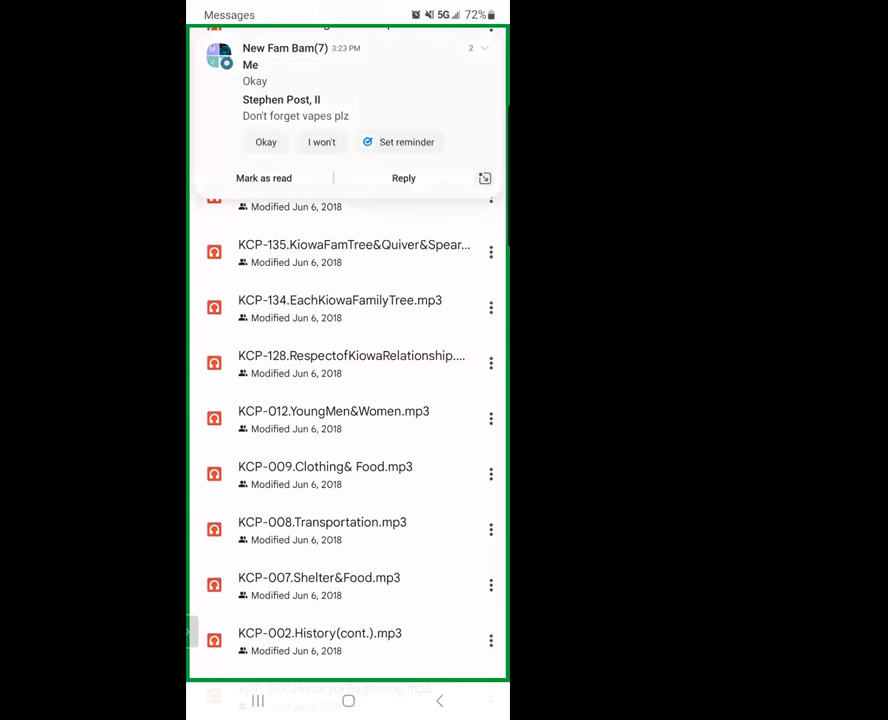 Messages
5G 72%
New Fam Bam(7) 3:23 PM
2
Me
Okay
Stephen Post, II
Don't forget vapes plz
Okay
I won't
Set reminder
Mark as read
Reply
Modified Jun 6, 2018
KCP-135.KiowaFamTree&Quiver&Spear...
Modified Jun 6, 2018
KCP-134.EachKiowaFamilyTree.mp3
Modified Jun 6, 2018
KCP-128.RespectofKiowaRelationship....
Modified Jun 6, 2018
KCP-012.YoungMen&Women.mp3
Modified Jun 6, 2018
KCP-009.Clothing& Food.mp3
Modified Jun 6, 2018
KCP-008.Transportation.mp3
Modified Jun 6, 2018
KCP-007.Shelter&Food.mp3
Modified Jun 6, 2018
KCP-002.History(cont.).mp3
Modified Jun 6, 2018